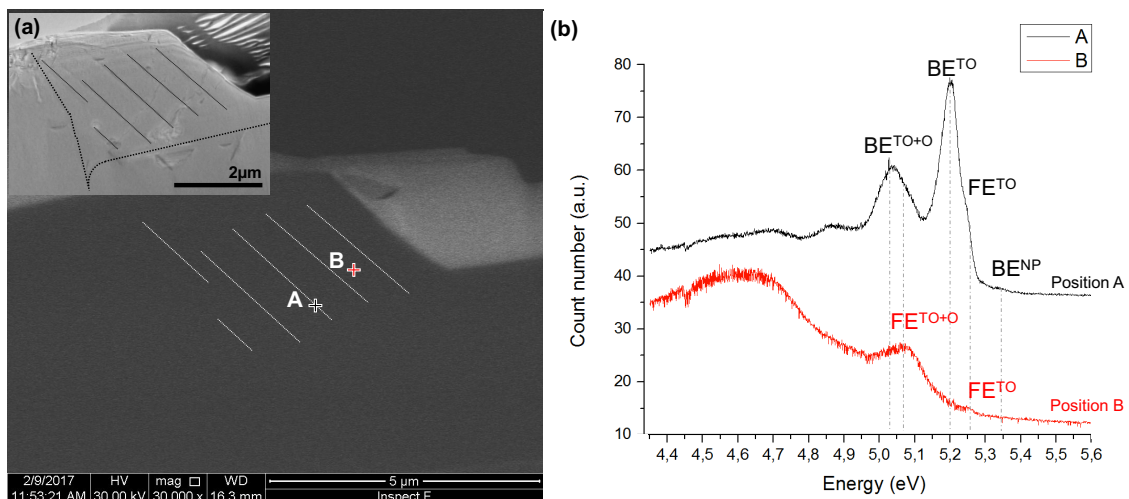 (a)
2µm
A
B
2/9/2017 HV mag □ WD 5 µm
11:53:21 AM 30.00 kV 30 000 x 16.3 mm Inspect F
(b)
A
B
Count number (a.u.)
80
70
60
50
40
30
20
10
BE^TO
BE^TO+O
FE^TO
BE^NP
Position A
FE^TO+O
FE^TO
Position B
4,4 4,5 4,6 4,7 4,8 4,9 5,0 5,1 5,2 5,3 5,4 5,5 5,6
Energy (eV)